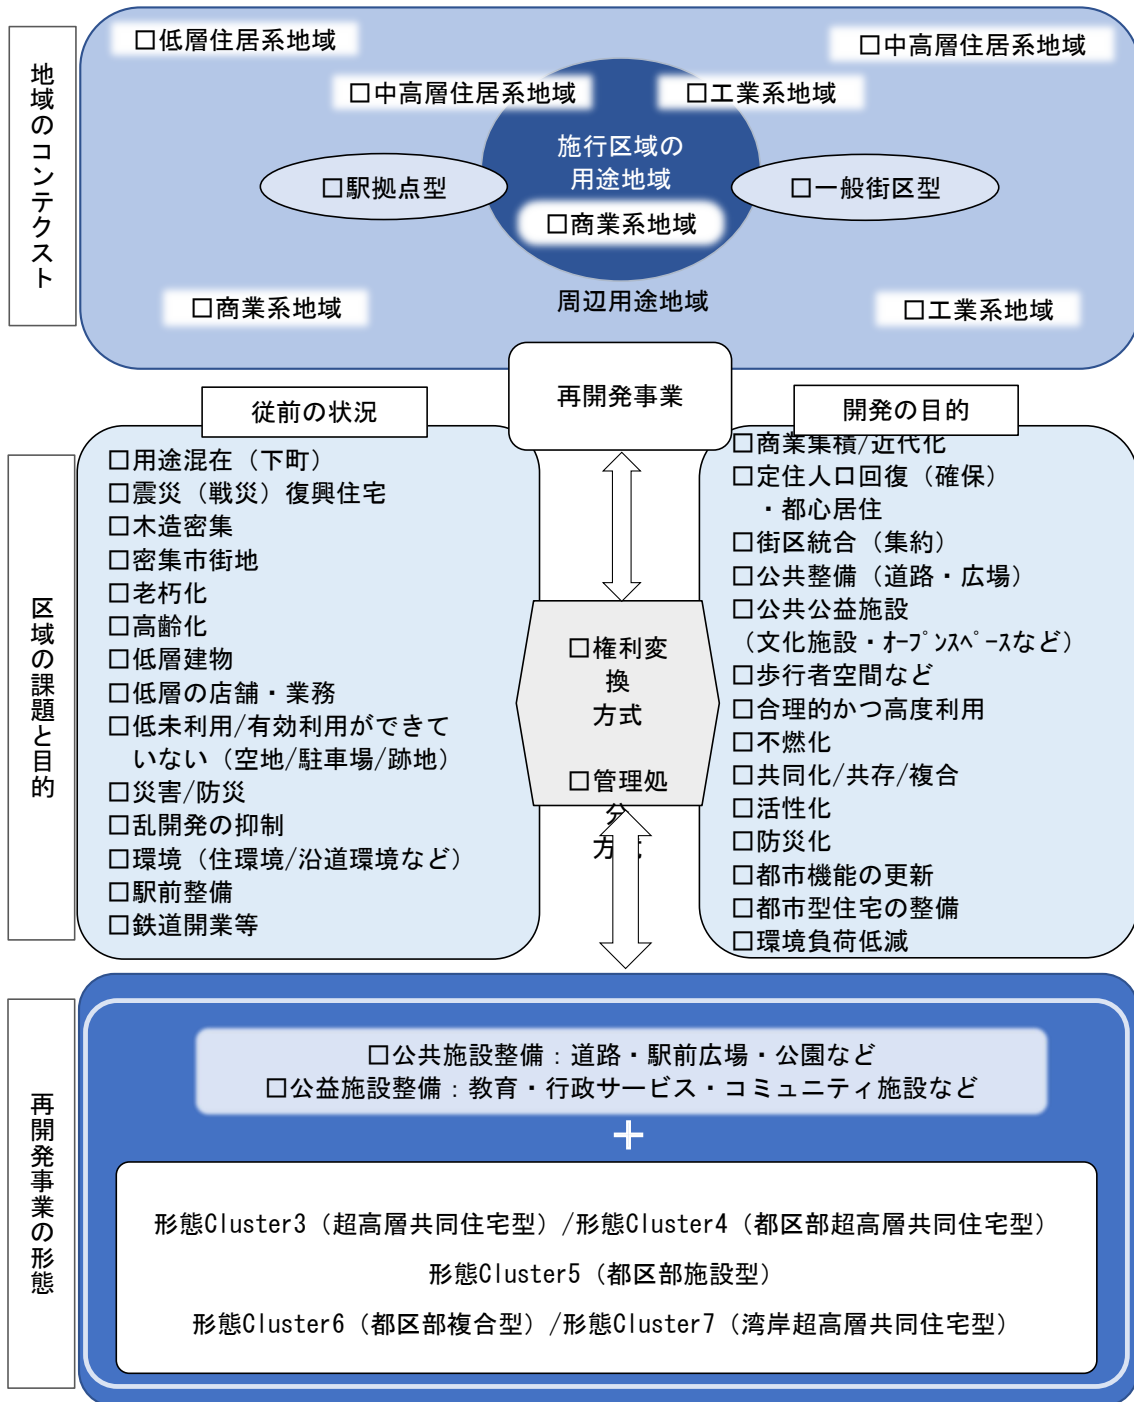 地域のコンテクスト
□低層住居系地域
□中高層住居系地域
□中高層住居系地域
□工業系地域
施行区域の
用途地域
□駅拠点型
□一般街区型
□商業系地域
□商業系地域
周辺用途地域
□工業系地域
再開発事業
区域の課題と目的
従前の状況
□用途混在（下町）
□震災（戦災）復興住宅
□木造密集
□密集市街地
□老朽化
□高齢化
□低層建物
□低層の店舗・業務
□低未利用/有効利用ができて
いない（空地/駐車場/跡地）
□災害/防災
□乱開発の抑制
□環境（住環境/沿道環境など）
□駅前整備
□鉄道開業等
□権利変
換
方式
□管理処
分
方式
開発の目的
□商業集積/近代化
□定住人口回復（確保）
・都心居住
□街区統合（集約）
□公共整備（道路・広場）
□公共公益施設
（文化施設・ｵｰﾌﾟﾝｽﾍﾟｰｽなど）
□歩行者空間など
□合理的かつ高度利用
□不燃化
□共同化/共存/複合
□活性化
□防災化
□都市機能の更新
□都市型住宅の整備
□環境負荷低減
再開発事業の形態
□公共施設整備：道路・駅前広場・公園など
□公益施設整備：教育・行政サービス・コミュニティ施設など
＋
形態Cluster3（超高層共同住宅型）/形態Cluster4（都区部超高層共同住宅型）
形態Cluster5（都区部施設型）
形態Cluster6（都区部複合型）/形態Cluster7（湾岸超高層共同住宅型）